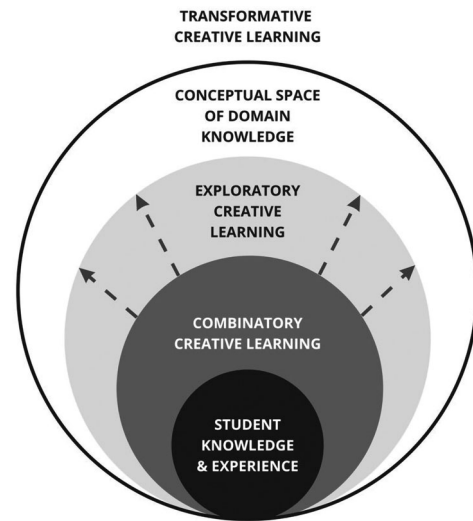 TRANSFORMATIVE
CREATIVE LEARNING
CONCEPTUAL SPACE
OF DOMAIN
KNOWLEDGE
EXPLORATORY
CREATIVE
LEARNING
COMBINATORY
CREATIVE LEARNING
STUDENT
KNOWLEDGE
& EXPERIENCE